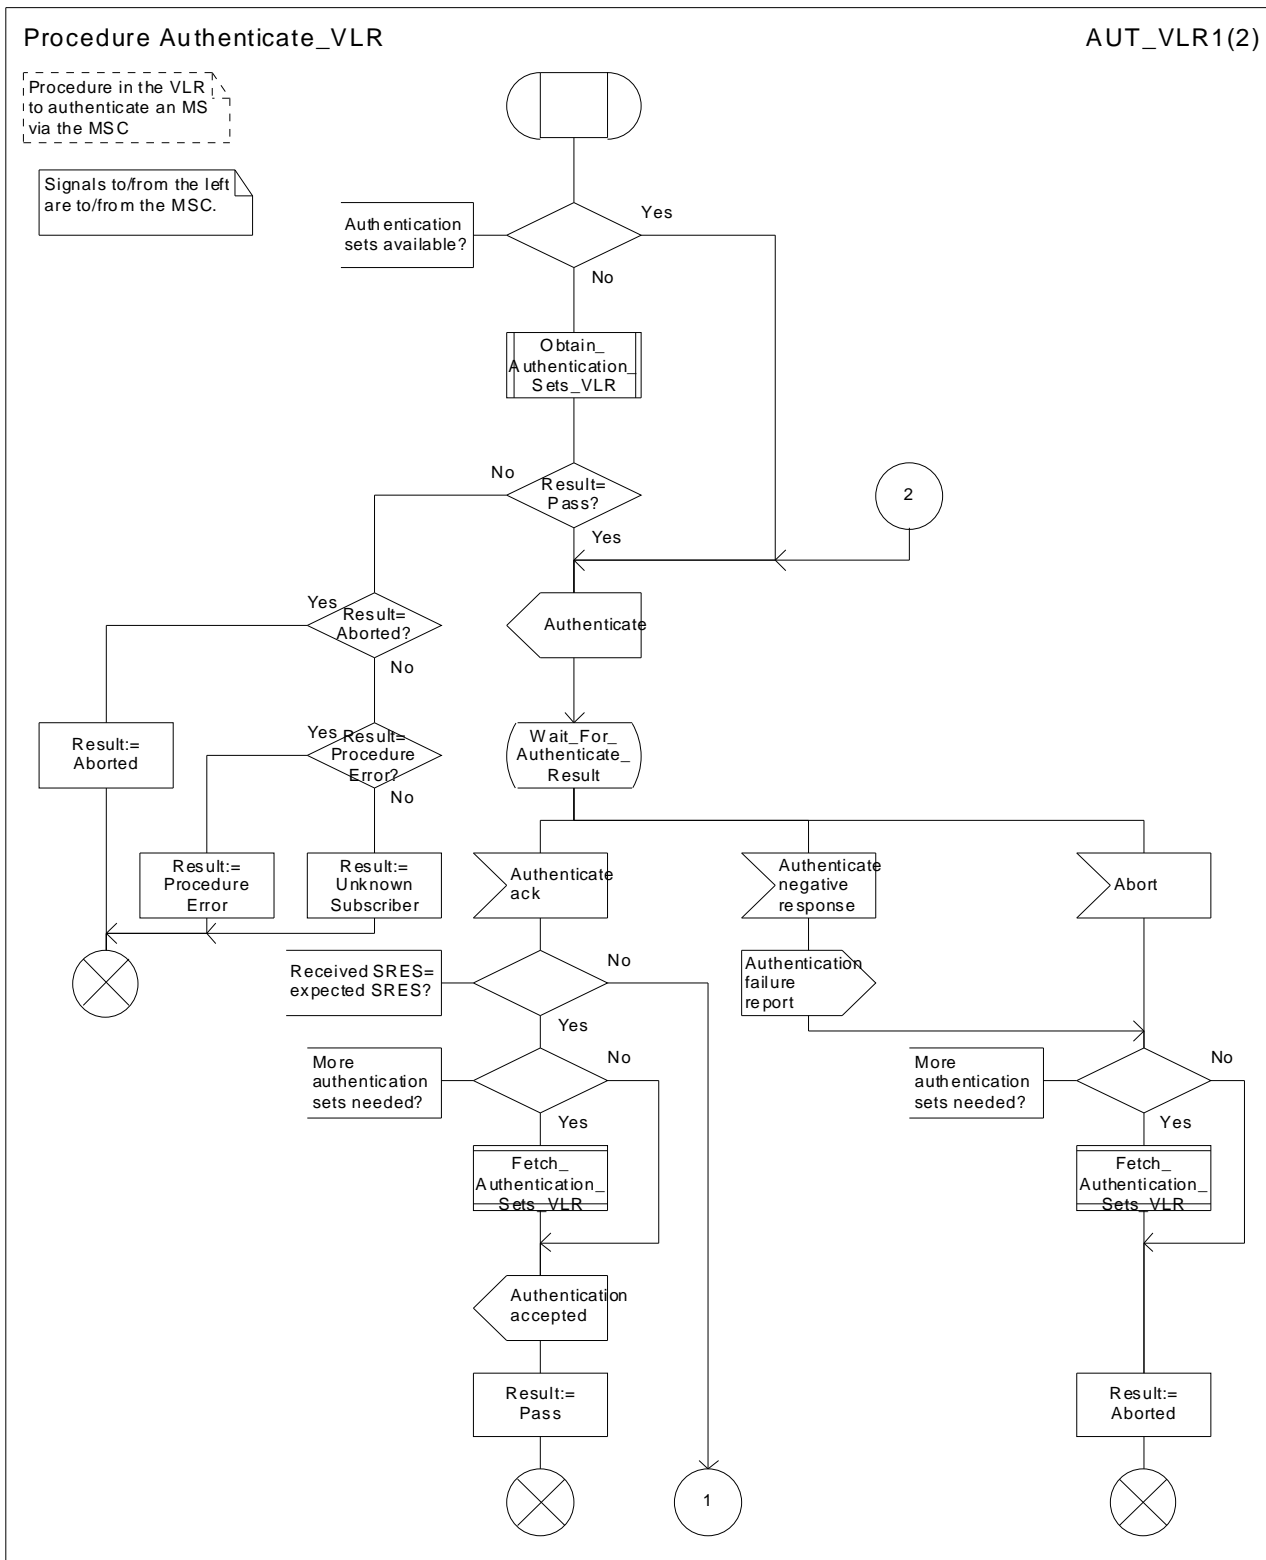 Procedure Authenticate_VLR
AUT_VLR1(2)
Procedure in the VLR
to authenticate an MS
via the MSC
Signals to/from the left
are to/from the MSC.
Authentication
sets available?
Yes
No
Obtain_
Authentication_
Sets_VLR
No
Result=
Pass?
Yes
2
Yes
Result=
Aborted?
No
Authenticate
Result:=
Aborted
Yes
Result=
Procedure
Error?
No
Wait_For_
Authenticate_
Result
Result:=
Procedure
Error
Result:=
Unknown
Subscriber
Authenticate
ack
Authenticate
negative
response
Abort
Received SRES=
expected SRES?
No
Yes
Authentication
failure
report
More
authentication
sets needed?
No
Yes
More
authentication
sets needed?
No
Yes
Fetch_
Authentication_
Sets_VLR
Fetch_
Authentication_
Sets_VLR
Authentication
accepted
Result:=
Pass
Result:=
Aborted
1